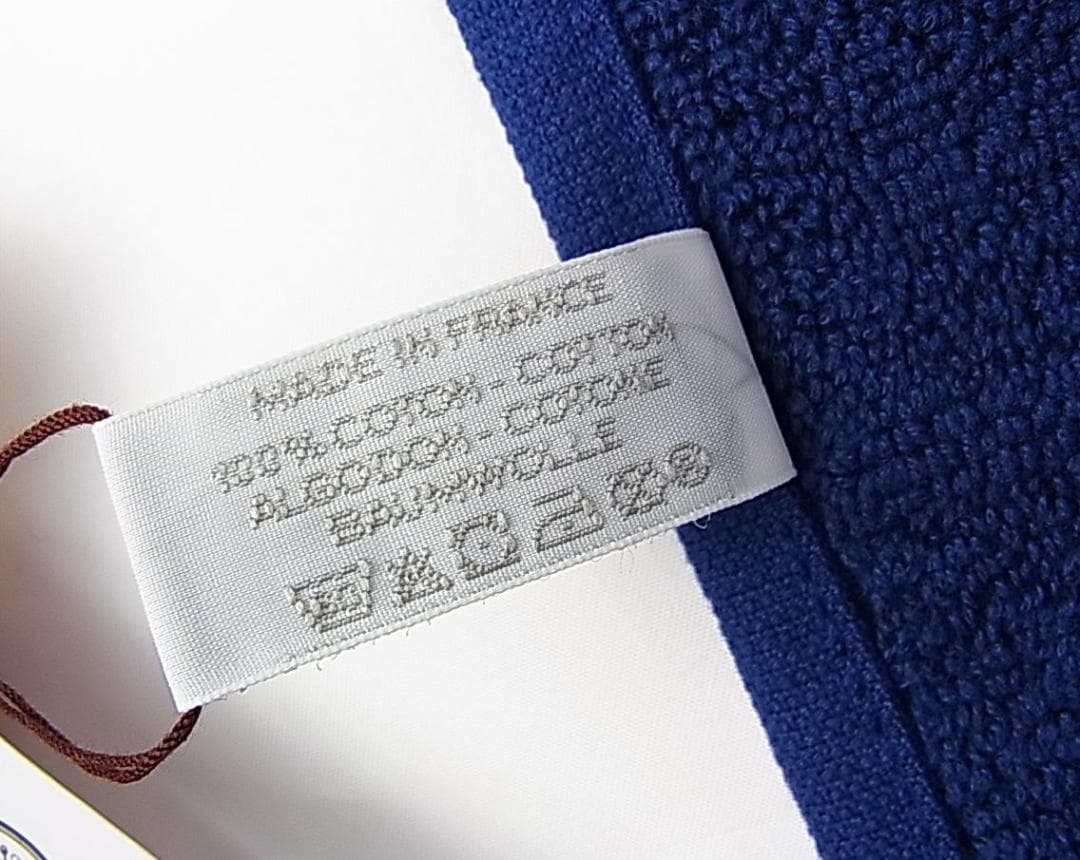 MADE IN FRANCE
100% COTON - COTTON
ALGODON - COTONE
BAUMWOLLE